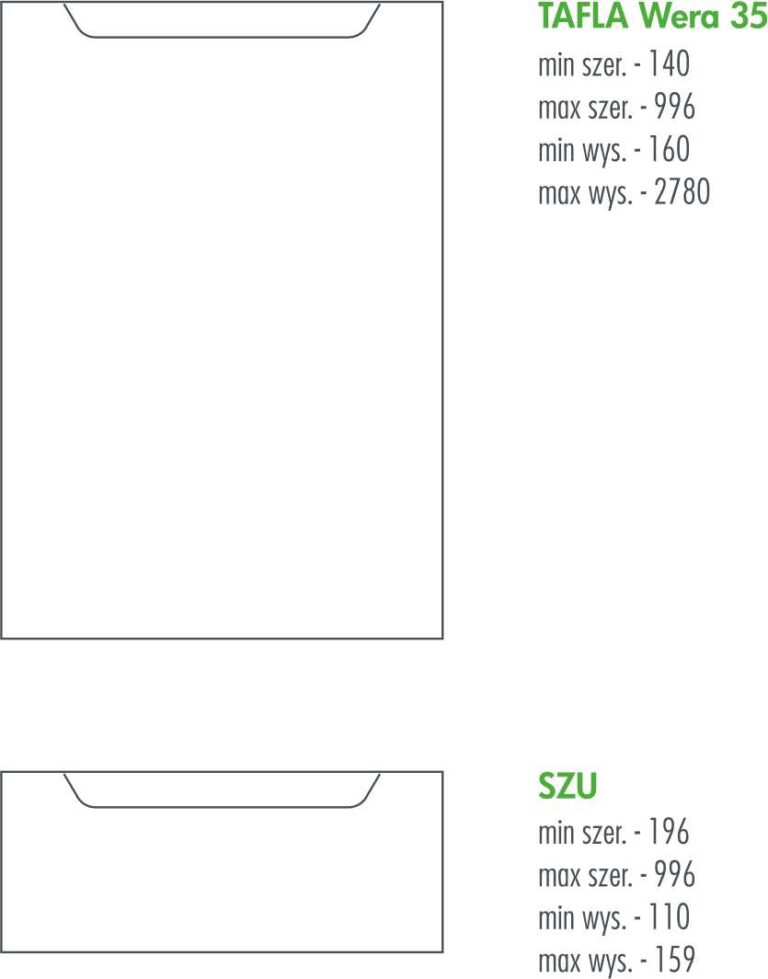 TAFLA Wera 35
min szer. - 140
max szer. - 996
min wys. - 160
max wys. - 2780
SZU
min szer. - 196
max szer. - 996
min wys. - 110
max wys. - 159